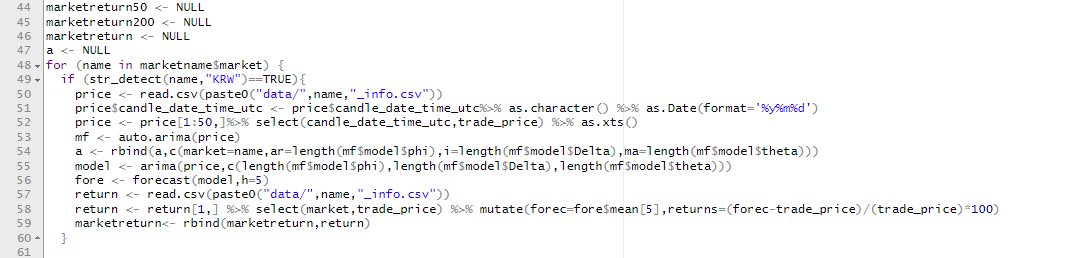 44 marketreturn50 <- NULL
45 marketreturn200 <- NULL
46 marketreturn <- NULL
47 a <- NULL
48 for (name in marketname$market) {
49 if (str_detect(name,"KRW")==TRUE){
50 price <- read.csv(paste0("data/",name,"_info.csv"))
51 price$candle_date_time_utc <- price$candle_date_time_utc%>% as.character() %>% as.Date(format='%y%m%d')
52 price <- price[1:50,]%>% select(candle_date_time_utc,trade_price) %>% as.xts()
53 mf <- auto.arima(price)
54 a <- rbind(a,c(market=name,ar=length(mf$model$phi),i=length(mf$model$Delta),ma=length(mf$model$theta)))
55 model <- arima(price,c(length(mf$model$phi),length(mf$model$Delta),length(mf$model$theta)))
56 fore <- forecast(model,h=5)
57 return <- read.csv(paste0("data/",name,"_info.csv"))
58 return <- return[1,] %>% select(market,trade_price) %>% mutate(forec=fore$mean[5],returns=(forec-trade_price)/(trade_price)*100)
59 marketreturn<- rbind(marketreturn,return)
60 }
61